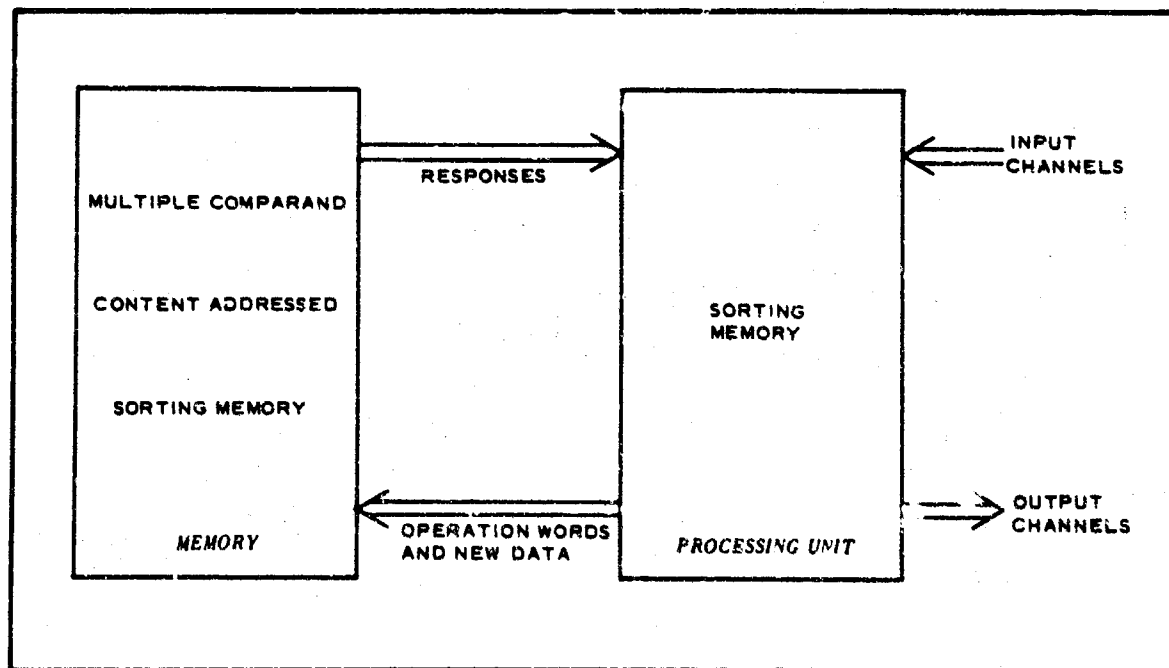 MULTIPLE COMPARAND
CONTENT ADDRESSED
SORTING MEMORY
MEMORY
RESPONSES
OPERATION WORDS
AND NEW DATA
SORTING
MEMORY
PROCESSING UNIT
INPUT
CHANNELS
OUTPUT
CHANNELS